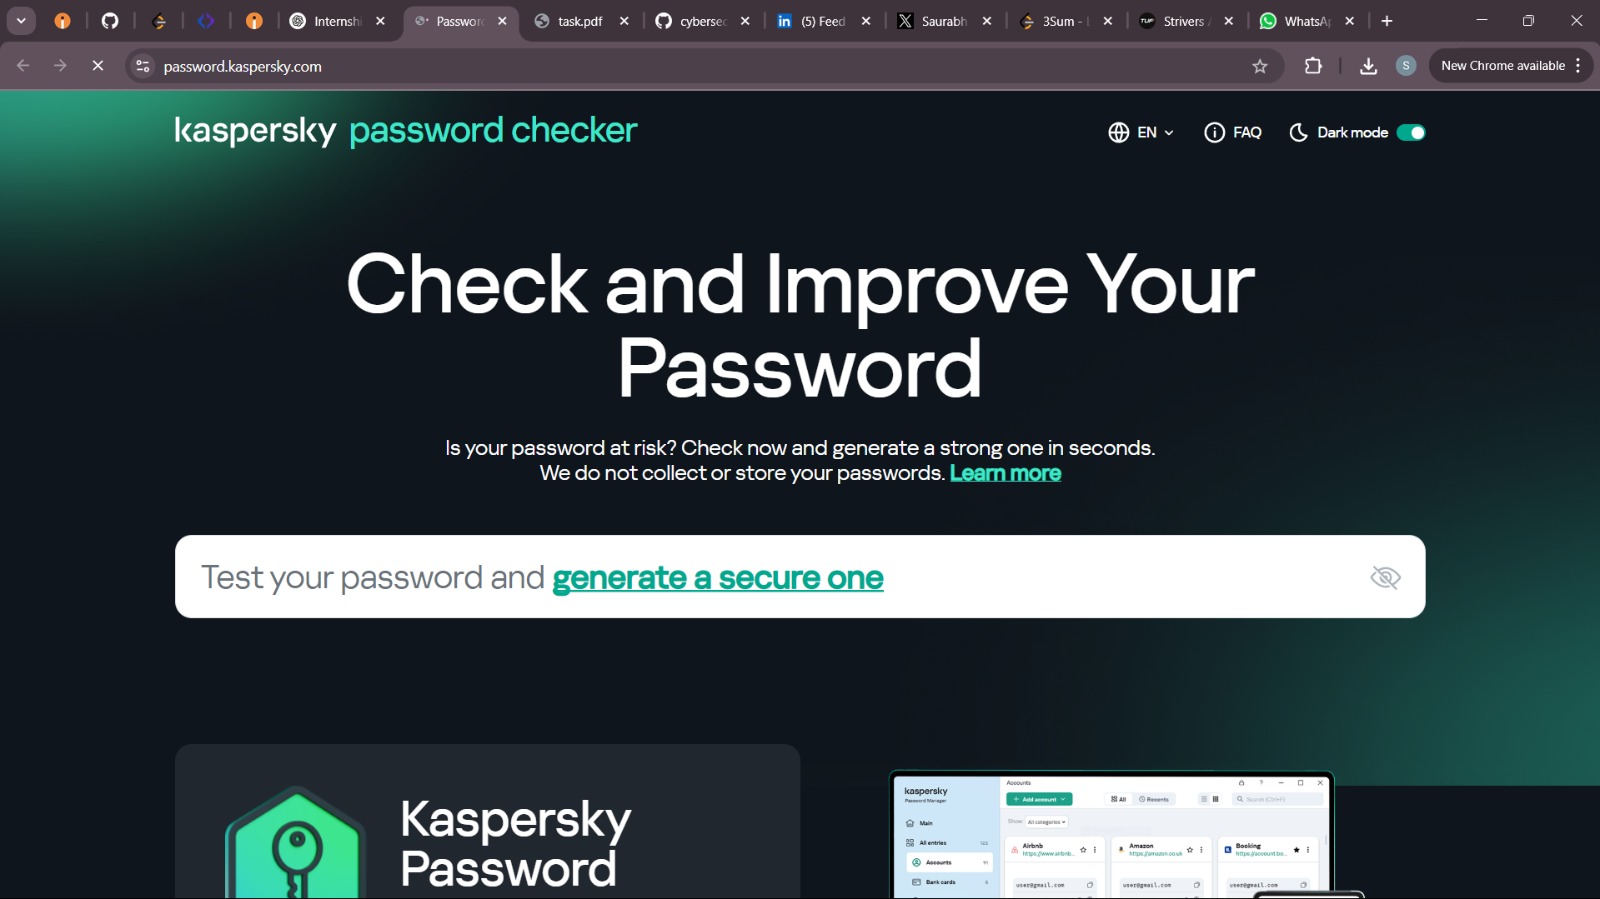 Internshi
Passwor
task.pdf
cybersec
(5) Feed
Saurabh
3Sum -
Strivers
WhatsAp
password.kaspersky.com
S
New Chrome available
kaspersky password checker
EN
FAQ
Dark mode
Check and Improve Your
Password
Is your password at risk? Check now and generate a strong one in seconds.
We do not collect or store your passwords. Learn more
Test your password and generate a secure one
Kaspersky
Password
kaspersky
Password Manager
Main
All entries
Accounts
Bank cards
Accounts
+ Add account
All
Recents
Search (Ctrl+F)
Show: All categories
Airbnb
https://www.airbnb...
user@gmail.com
Amazon
https://amazon.co.uk
user@gmail.com
Booking
https://account.bo...
user@gmail.com